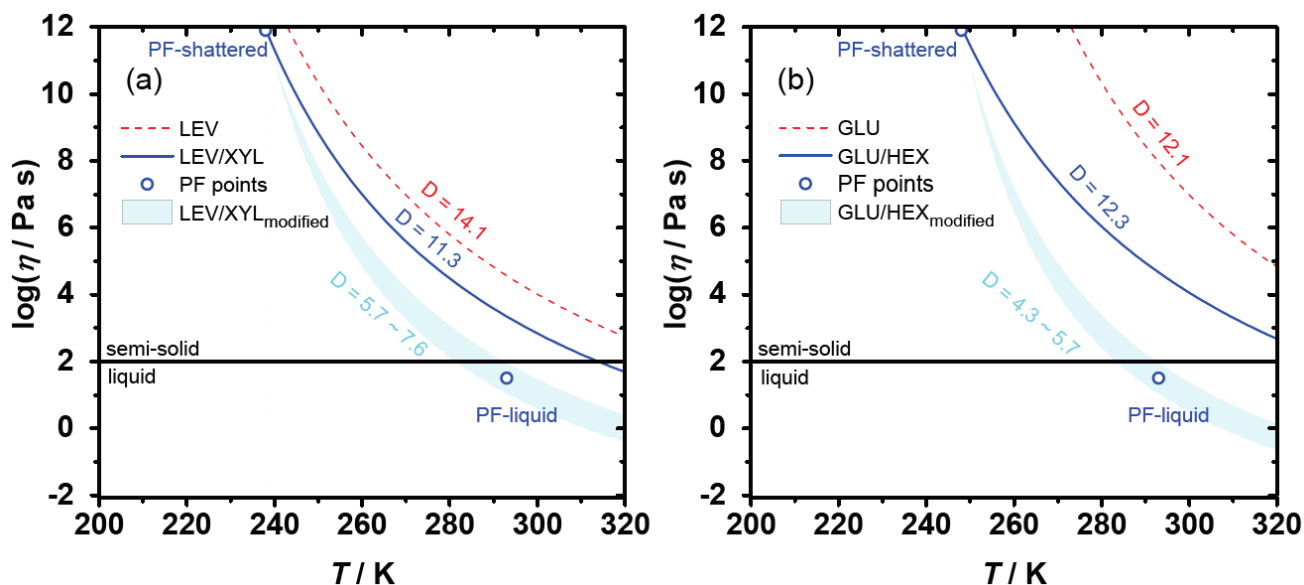 12
10
8
6
4
2
0
-2
log(η / Pa s)
PF-shattered
(a)
LEV
LEV/XYL
PF points
LEV/XYLmodified
D = 14.1
D = 11.3
D = 5.7 ~ 7.6
semi-solid
liquid
PF-liquid
200 220 240 260 280 300 320
T / K
12
10
8
6
4
2
0
-2
log(η / Pa s)
PF-shattered
(b)
GLU
GLU/HEX
PF points
GLU/HEXmodified
D = 12.1
D = 12.3
D = 4.3 ~ 5.7
semi-solid
liquid
PF-liquid
200 220 240 260 280 300 320
T / K